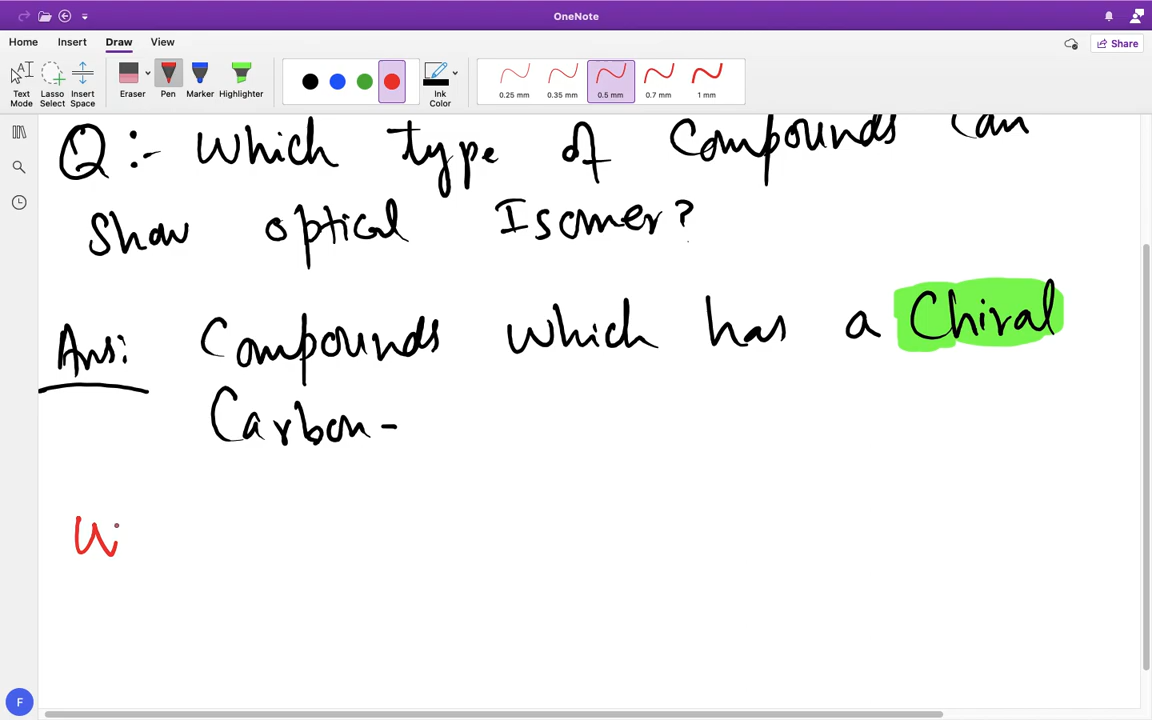 OneNote
Home Insert Draw View
Share
Text Mode
Lasso Select
Insert Space
Eraser
Pen
Marker
Highlighter
Ink Color
0.25 mm
0.35 mm
0.5 mm
0.7 mm
1 mm
Q :- Which type of Compounds Can
Show optical Isomer?
Ans: Compounds which has a Chiral
Carbon -
F